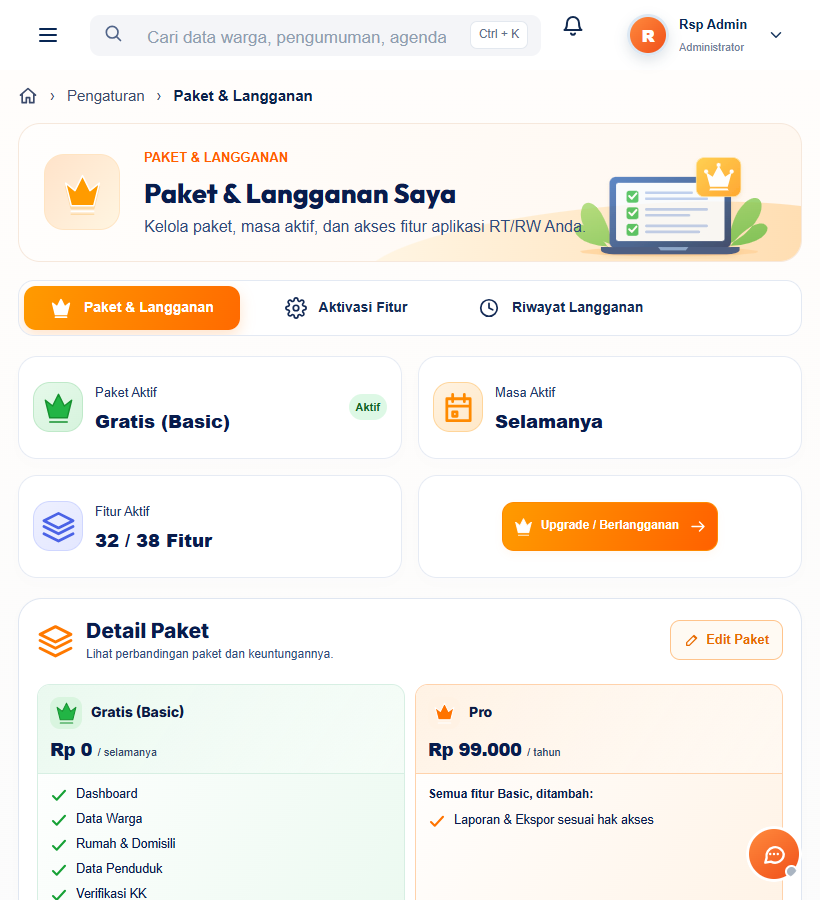 Cari data warga, pengumuman, agenda
Ctrl + K
R
Rsp Admin
Administrator
Pengaturan › Paket & Langganan
PAKET & LANGGANAN
Paket & Langganan Saya
Kelola paket, masa aktif, dan akses fitur aplikasi RT/RW Anda.
Paket & Langganan
Aktivasi Fitur
Riwayat Langganan
Paket Aktif
Gratis (Basic)
Aktif
Masa Aktif
Selamanya
Fitur Aktif
32 / 38 Fitur
Upgrade / Berlangganan
Detail Paket
Lihat perbandingan paket dan keuntungannya.
Edit Paket
Gratis (Basic)
Rp 0 / selamanya
Dashboard
Data Warga
Rumah & Domisili
Data Penduduk
Verifikasi KK
Pro
Rp 99.000 / tahun
Semua fitur Basic, ditambah:
Laporan & Ekspor sesuai hak akses